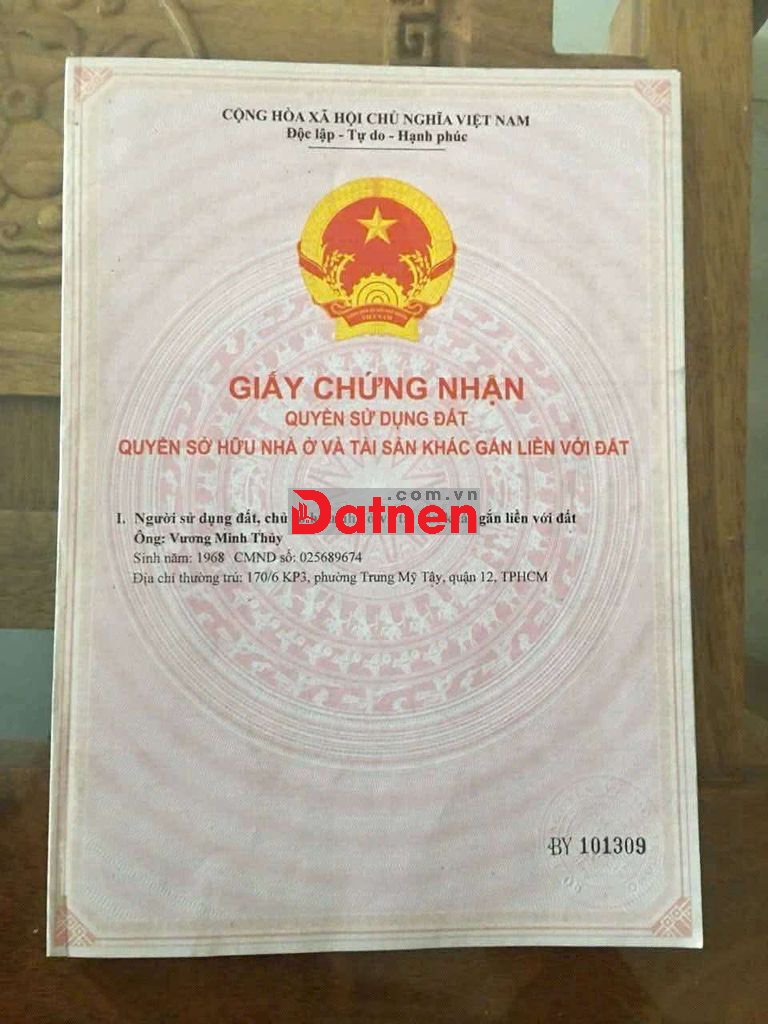 CỘNG HÒA XÃ HỘI CHỦ NGHĨA VIỆT NAM
Độc lập - Tự do - Hạnh phúc
GIẤY CHỨNG NHẬN
QUYỀN SỬ DỤNG ĐẤT
QUYỀN SỞ HỮU NHÀ Ở VÀ TÀI SẢN KHÁC GẮN LIỀN VỚI ĐẤT
.com.vn
Datnen
I. Người sử dụng đất, chủ gắn liền với đất
Ông: Vương Minh Thủy
Sinh năm: 1968 CMND số: 025689674
Địa chỉ thường trú: 170/6 KP3, phường Trung Mỹ Tây, quận 12, TPHCM
BY 101309